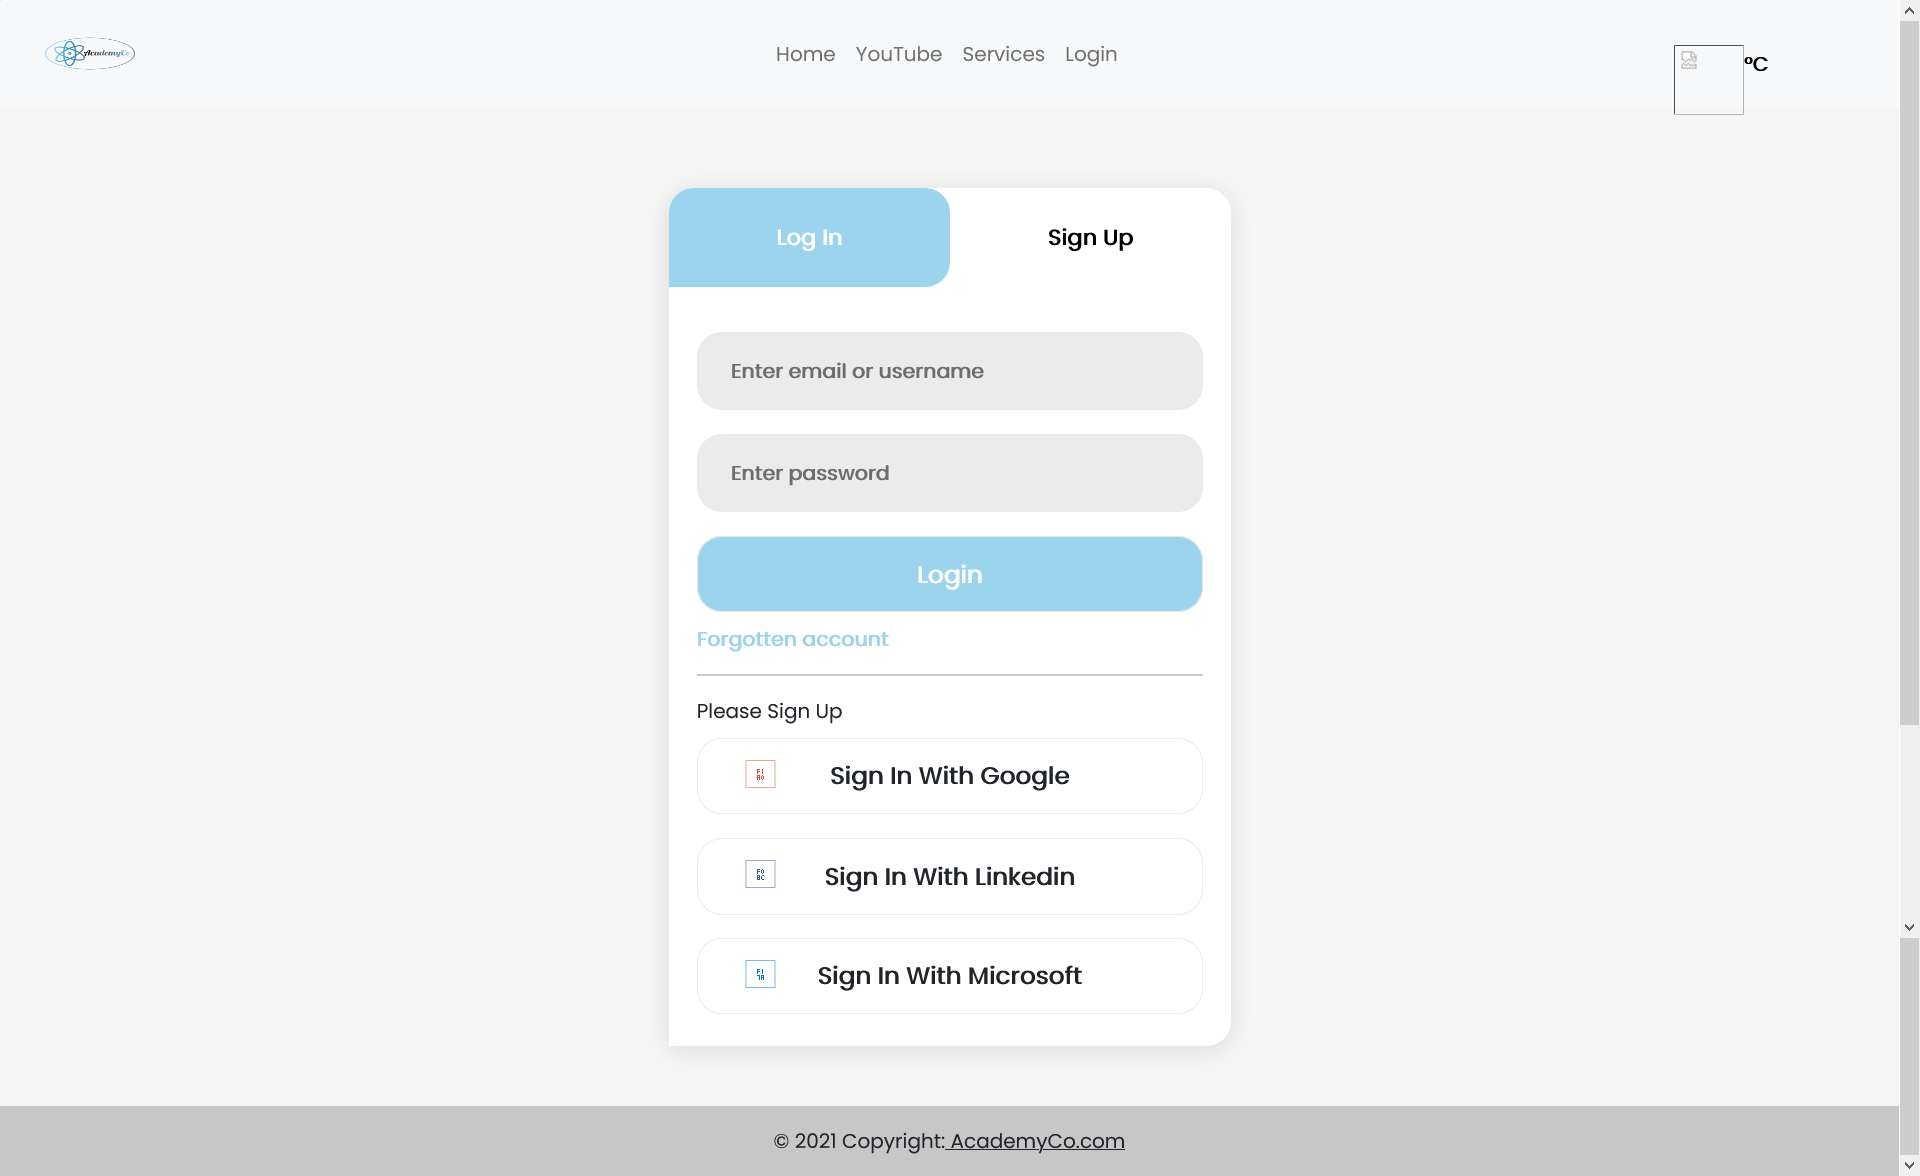 AcademyCo
Home YouTube Services Login
°C
Log In Sign Up
Enter email or username
Enter password
Login
Forgotten account
Please Sign Up
Sign In With Google
Sign In With Linkedin
Sign In With Microsoft
© 2021 Copyright: AcademyCo.com